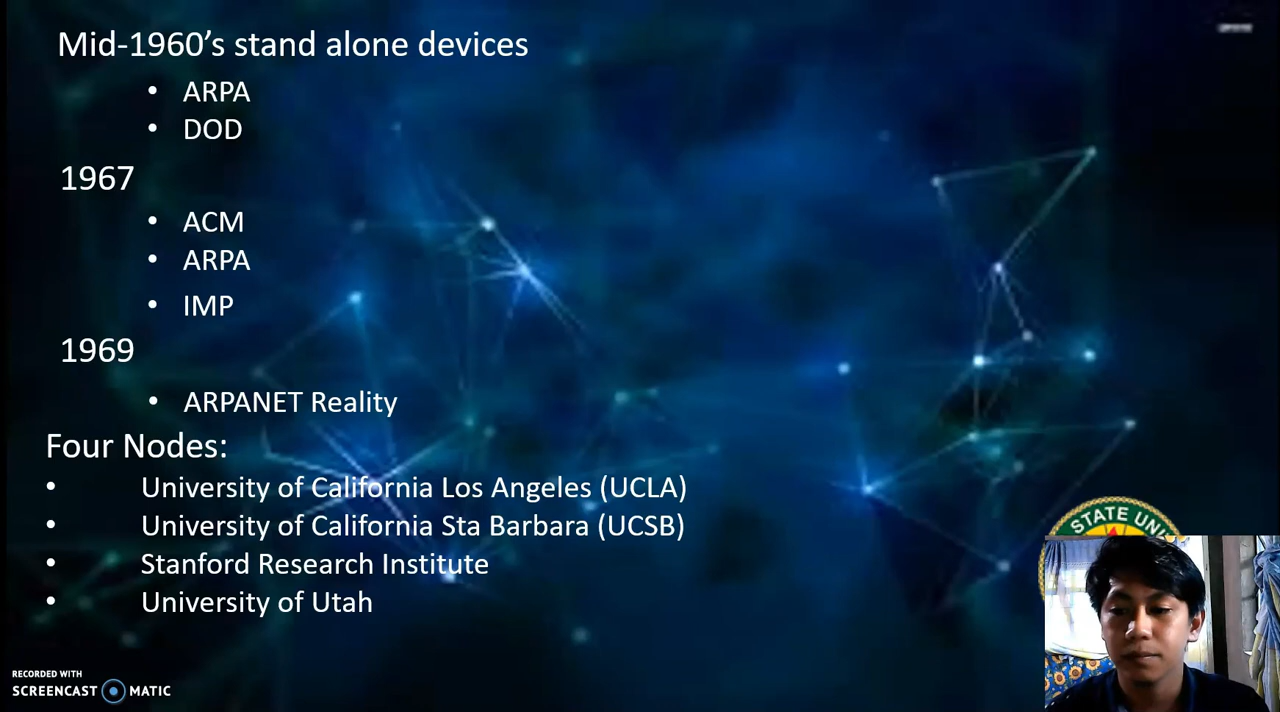 Mid-1960’s stand alone devices
• ARPA
• DOD
1967
• ACM
• ARPA
• IMP
1969
• ARPANET Reality
Four Nodes:
• University of California Los Angeles (UCLA)
• University of California Sta Barbara (UCSB)
• Stanford Research Institute
• University of Utah
STATE
RECORDED WITH
SCREENCAST MATIC